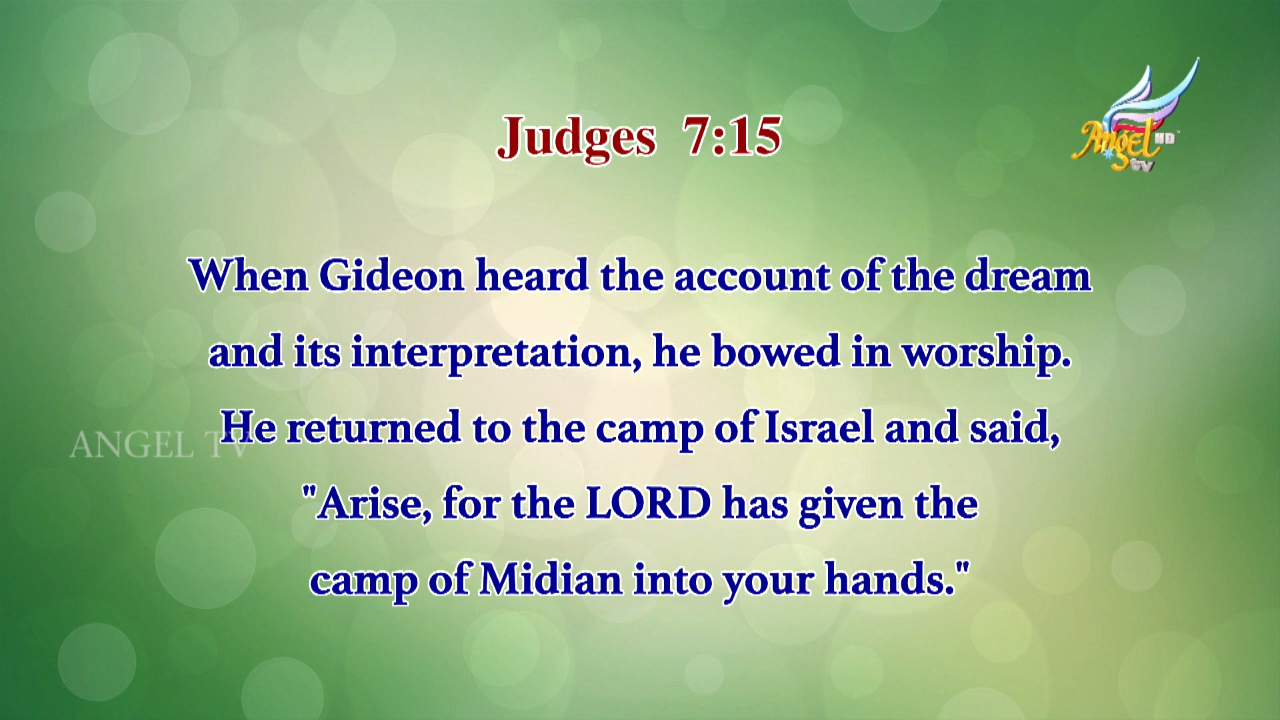 Judges 7:15
Angel HD
tv
When Gideon heard the account of the dream
and its interpretation, he bowed in worship.
He returned to the camp of Israel and said,
ANGEL TV
"Arise, for the LORD has given the
camp of Midian into your hands."